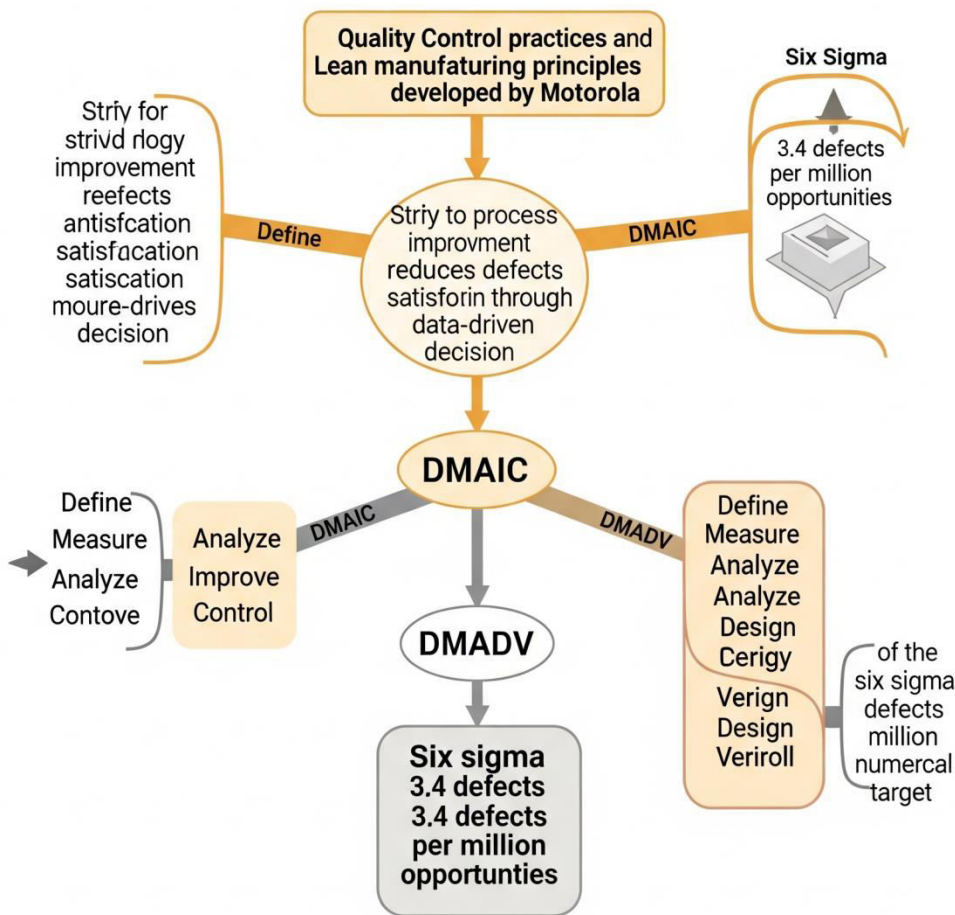 Quality Control practices and
Lean manufaturing principles
developed by Motorola
Six Sigma
3.4 defects
per million
opportunities
Striy for
strivd rlogy
improvement
reefects
antisfcation
satisfacation
satiscation
moure-drives
decision
Define
Striy to process
improvment
reduces defects
satisforin through
data-driven
decision
DMAIC
DMAIC
Define
Measure
Analyze
Contove
Analyze
Improve
Control
DMAIC
DMADV
Define
Measure
Analyze
Analyze
Design
Cerigy
Verign
Design
Veriroll
of the
six sigma
defects
million
numercal
target
DMADV
Six sigma
3.4 defects
3.4 defects
per million
opportunties